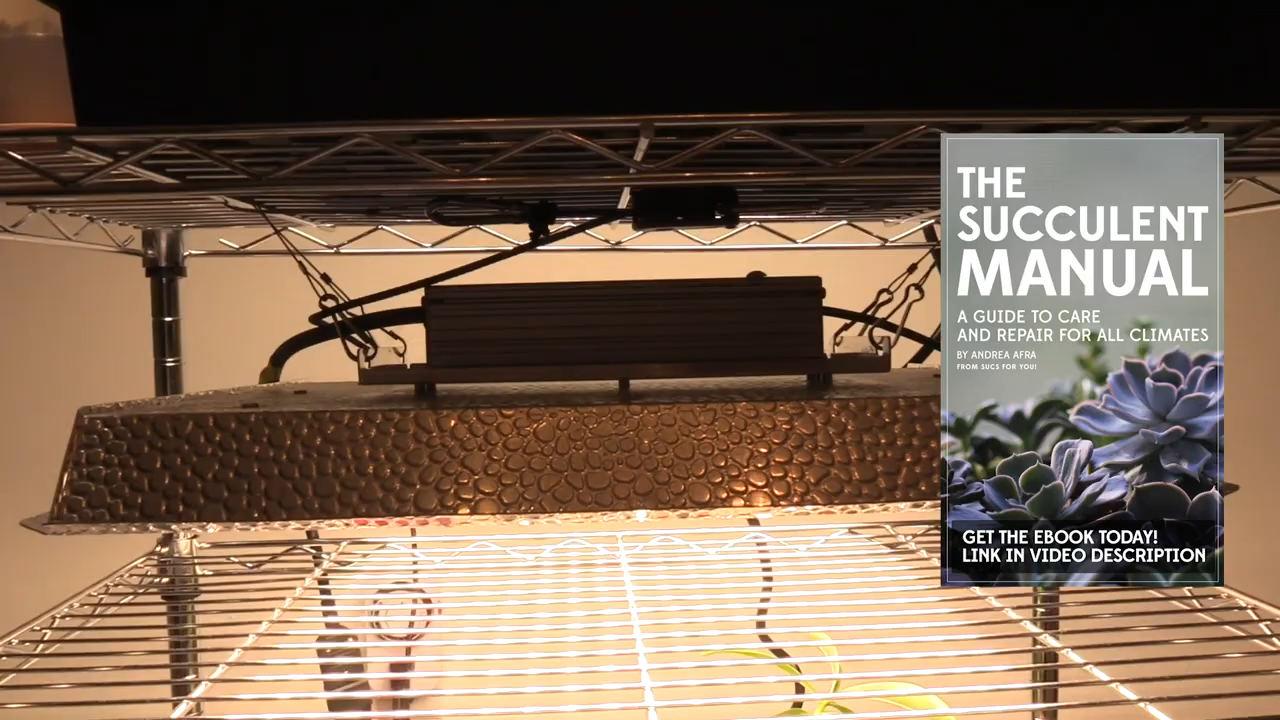 THE
SUCCULENT
MANUAL
A GUIDE TO CARE
AND REPAIR FOR ALL CLIMATES
BY ANDREA AFRA
FROM SUCS FOR YOU!
GET THE EBOOK TODAY!
LINK IN VIDEO DESCRIPTION